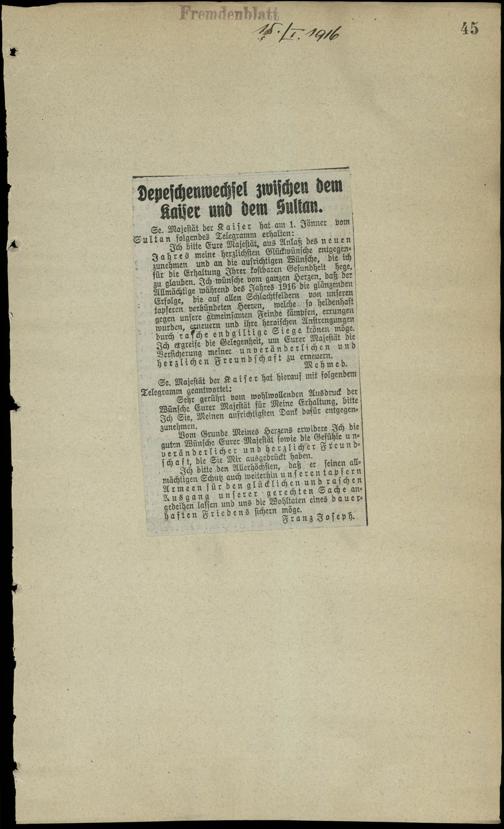 Fremdenblatt
15./I. 1916
45
Depeschenwechsel zwischen dem
Kaiser und dem Sultan.
Se. Majestät der Kaiser hat am 1. Jänner vom
Sultan folgendes Telegramm erhalten:
Ich bitte Eure Majestät, aus Anlaß des neuen
Jahres meine herzlichsten Glückwünsche entgegen-
zunehmen und an die aufrichtigen Wünsche, die ich
für die Erhaltung Ihrer kostbaren Gesundheit hege,
zu glauben. Ich wünsche vom ganzen Herzen, daß der
Allmächtige während des Jahres 1916 die glänzenden
Erfolge, die auf allen Schlachtfeldern von unseren
tapferen verbündeten Heeren, welche so heldenhaft
gegen unsere gemeinsamen Feinde kämpfen, errungen
wurden, erneuern und ihre heroischen Anstrengungen
durch rasche endgiltige Siege krönen möge.
Ich ergreife die Gelegenheit, um Eurer Majestät die
Versicherung meiner unveränderlichen und
herzlichen Freundschaft zu erneuern.
Mehmed.
Se. Majestät der Kaiser hat hierauf mit folgendem
Telegramm geantwortet:
Sehr gerührt vom wohlwollenden Ausdruck der
Wünsche Eurer Majestät für Meine Erhaltung, bitte
Ich Sie, Meinen aufrichtigsten Dank dafür entgegen-
zunehmen.
Vom Grunde Meines Herzens erwidere Ich die
guten Wünsche Eurer Majestät sowie die Gefühle un-
veränderlicher und herzlicher Freund-
schaft, die Sie Mir ausgedrückt haben.
Ich bitte den Allerhöchsten, daß er seinen all-
mächtigen Schutz auch weiterhin unseren tapfern
Armeen für den glücklichen und raschen
Ausgang unserer gerechten Sache an-
gedeihen lassen und uns die Wohltaten eines dauer-
haften Friedens sichern möge.
Franz Joseph.